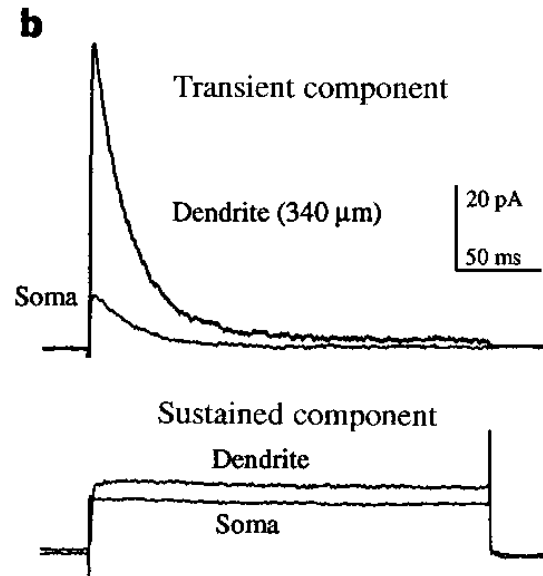 b
Transient component
Dendrite (340 μm)
20 pA
50 ms
Soma
Sustained component
Dendrite
Soma